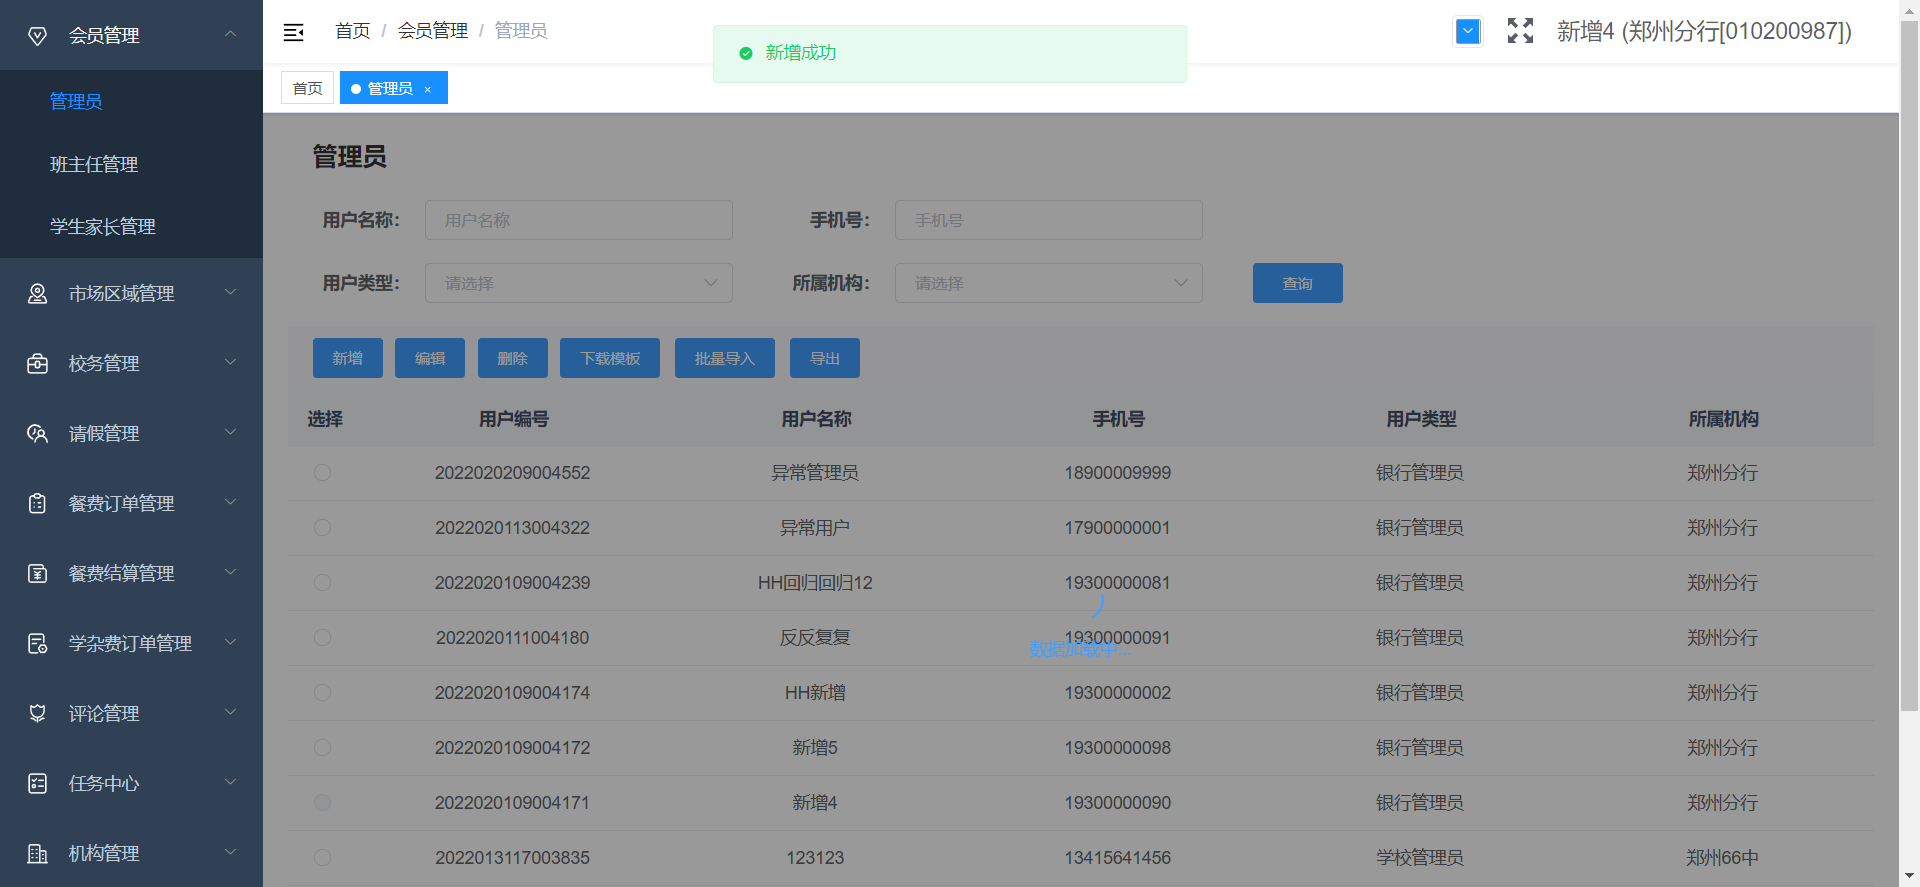 会员管理
管理员
班主任管理
学生家长管理
市场区域管理
校务管理
请假管理
餐费订单管理
餐费结算管理
学杂费订单管理
评论管理
任务中心
机构管理
首页 / 会员管理 / 管理员
新增成功
新增4 (郑州分行[010200987])
首页 管理员 ×
管理员
用户名称: 用户名称 手机号: 手机号
用户类型: 请选择 所属机构: 请选择 查询
新增 编辑 删除 下载模板 批量导入 导出
选择 用户编号 用户名称 手机号 用户类型 所属机构
2022020209004552 异常管理员 18900009999 银行管理员 郑州分行
2022020113004322 异常用户 17900000001 银行管理员 郑州分行
2022020109004239 HH回归回归12 19300000081 银行管理员 郑州分行
2022020111004180 反反复复 19300000091 银行管理员 郑州分行
数据加载中...
2022020109004174 HH新增 19300000002 银行管理员 郑州分行
2022020109004172 新增5 19300000098 银行管理员 郑州分行
2022020109004171 新增4 19300000090 银行管理员 郑州分行
2022013117003835 123123 13415641456 学校管理员 郑州66中